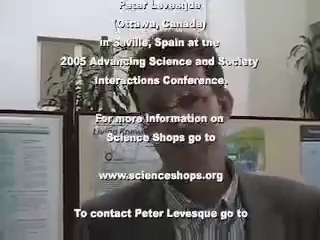 Peter Levesque
(Ottawa, Canada)
in Seville, Spain at the
2005 Advancing Science and Society
Interactions Conference.
For more Information on
Science Shops go to
www.scienceshops.org
To contact Peter Levesque go to